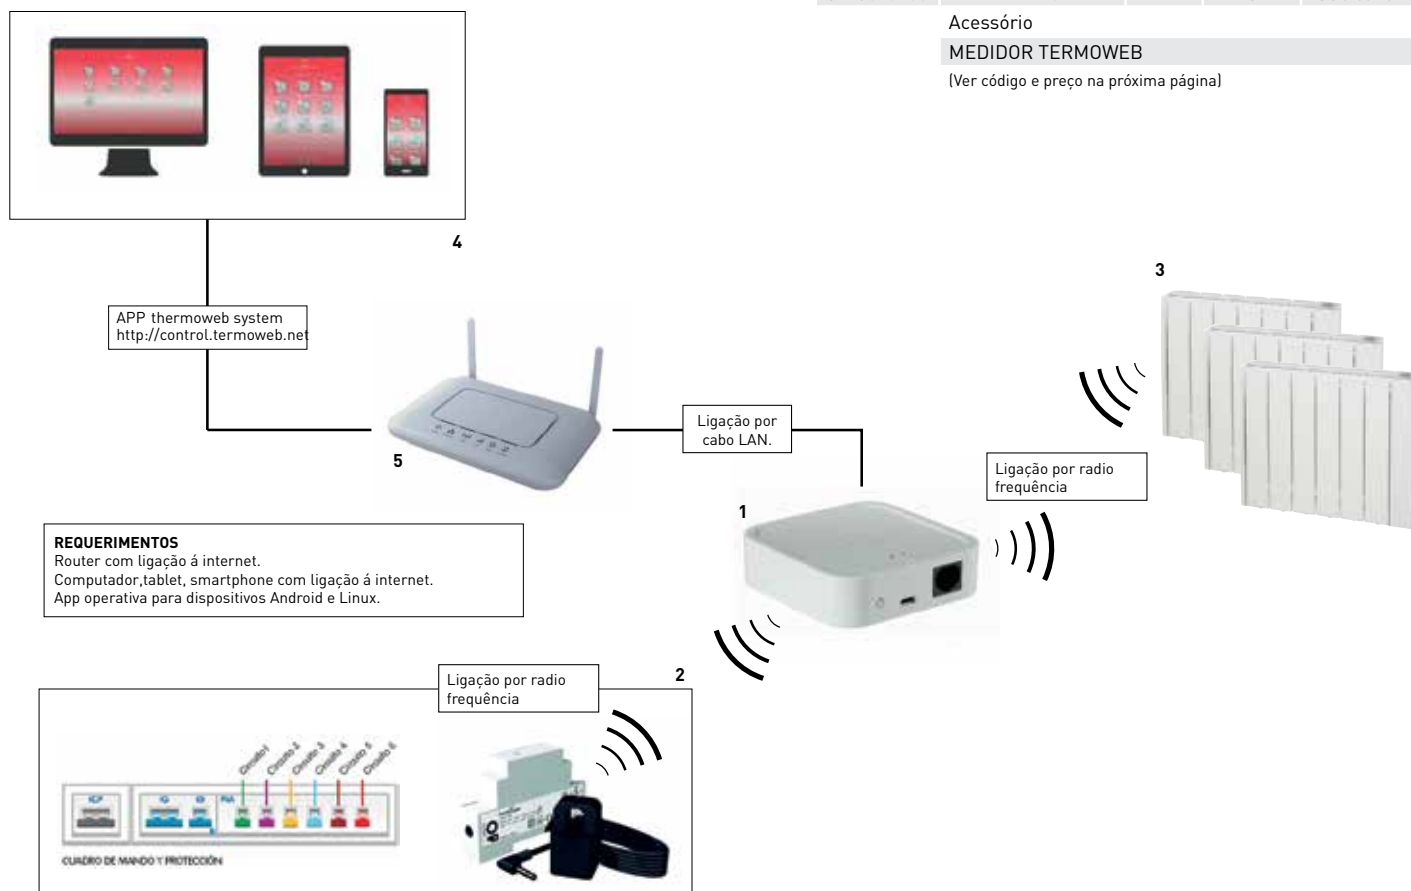 Acessório
MEDIDOR TERMOWEB
(Ver código e preço na próxima página)
4
APP thermoweb system
http://control.termoweb.net
3
5
Ligação por
cabo LAN.
Ligação por radio
frequência
1
REQUERIMENTOS
Router com ligação á internet.
Computador,tablet, smartphone com ligação á internet.
App operativa para dispositivos Android e Linux.
2
Ligação por radio
frequência
Circuito 1
Circuito 2
Circuito 3
Circuito 4
Circuito 5
Circuito 6
ICP
CUADRO DE MANDO Y PROTECCIÓN